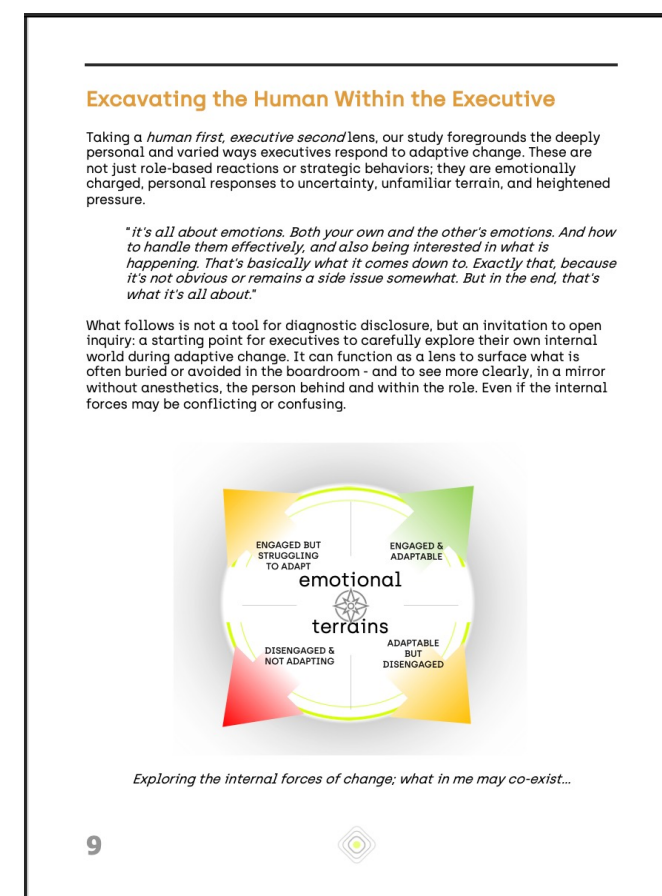 Excavating the Human Within the Executive
Taking a human first, executive second lens, our study foregrounds the deeply
personal and varied ways executives respond to adaptive change. These are
not just role-based reactions or strategic behaviors; they are emotionally
charged, personal responses to uncertainty, unfamiliar terrain, and heightened
pressure.
"it's all about emotions. Both your own and the other's emotions. And how
to handle them effectively, and also being interested in what is
happening. That's basically what it comes down to. Exactly that, because
it's not obvious or remains a side issue somewhat. But in the end, that's
what it's all about."
What follows is not a tool for diagnostic disclosure, but an invitation to open
inquiry: a starting point for executives to carefully explore their own internal
world during adaptive change. It can function as a lens to surface what is
often buried or avoided in the boardroom - and to see more clearly, in a mirror
without anesthetics, the person behind and within the role. Even if the internal
forces may be conflicting or confusing.
ENGAGED BUT
STRUGGLING
TO ADAPT
ENGAGED &
ADAPTABLE
emotional
terrains
DISENGAGED &
NOT ADAPTING
ADAPTABLE
BUT
DISENGAGED
Exploring the internal forces of change; what in me may co-exist...
9